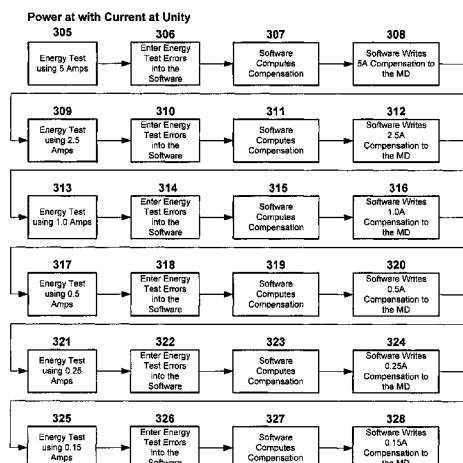 Power at with Current at Unity
305 306 307 308
Energy Test
using 5 Amps
Enter Energy
Test Errors
into the
Software
Software
Computes
Compensation
Software Writes
5A Compensation to
the MD
309 310 311 312
Energy Test
using 2.5
Amps
Enter Energy
Test Errors
into the
Software
Software
Computes
Compensation
Software Writes
2.5A
Compensation to
the MD
313 314 315 316
Energy Test
using 1.0 Amps
Enter Energy
Test Errors
into the
Software
Software
Computes
Compensation
Software Writes
1.0A
Compensation to
the MD
317 318 319 320
Energy Test
using 0.5
Amps
Enter Energy
Test Errors
into the
Software
Software
Computes
Compensation
Software Writes
0.5A
Compensation to
the MD
321 322 323 324
Energy Test
using 0.25
Amps
Enter Energy
Test Errors
into the
Software
Software
Computes
Compensation
Software Writes
0.25A
Compensation to
the MD
325 326 327 328
Energy Test
using 0.15
Amps
Enter Energy
Test Errors
into the
Software
Software
Computes
Compensation
Software Writes
0.15A
Compensation to
the MD